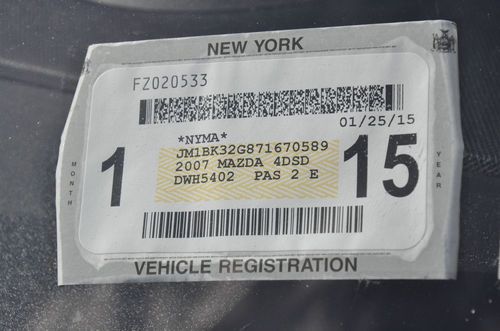 NEW YORK
FZ020533
01/25/15
*NYMA*
JM1BK32G871670589
2007 MAZDA 4DSD
DWH5402 PAS 2 E
1
15
MONTH
YEAR
VEHICLE REGISTRATION